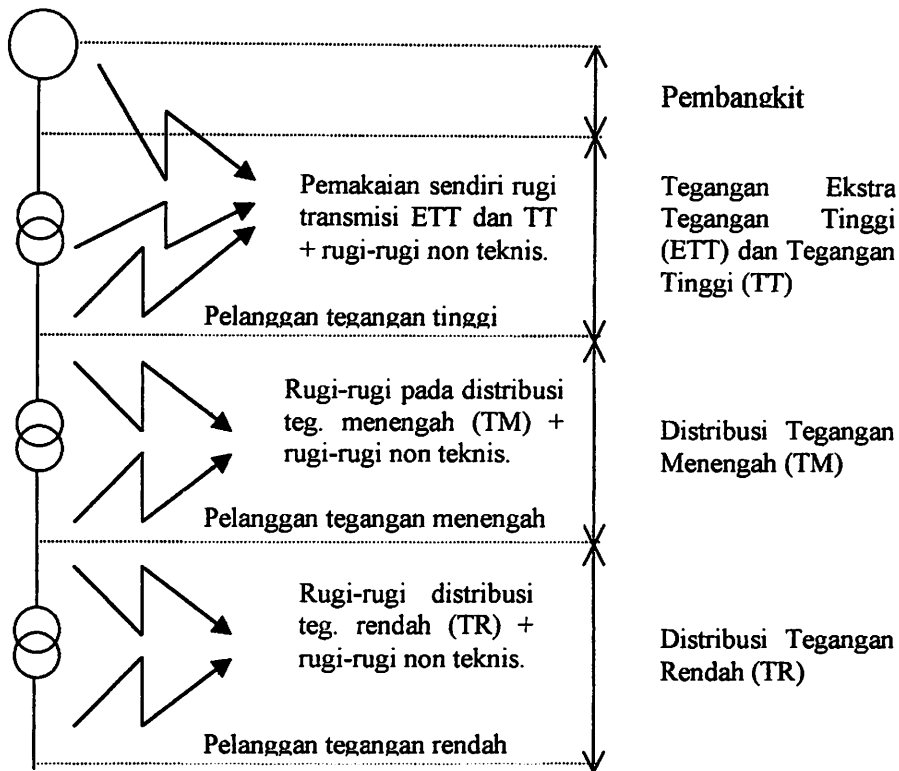 Pembangkit
Pemakaian sendiri rugi
transmisi ETT dan TT
+ rugi-rugi non teknis.
Tegangan Ekstra
Tegangan Tinggi
(ETT) dan Tegangan
Tinggi (TT)
Pelanggan tegangan tinggi
Rugi-rugi pada distribusi
teg. menengah (TM) +
rugi-rugi non teknis.
Distribusi Tegangan
Menengah (TM)
Pelanggan tegangan menengah
Rugi-rugi distribusi
teg. rendah (TR) +
rugi-rugi non teknis.
Distribusi Tegangan
Rendah (TR)
Pelanggan tegangan rendah